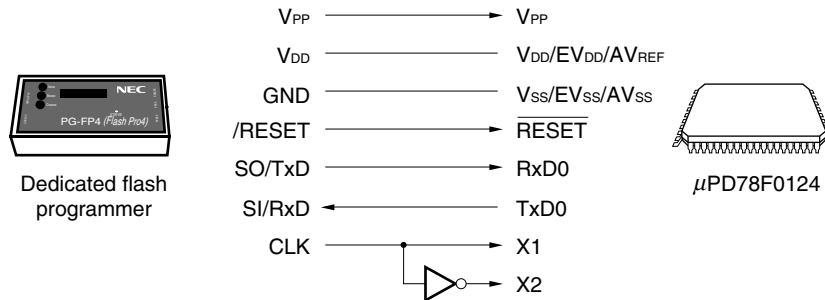 VPP VPP
VDD VDD/EVDD/AVREF
GND VSS/EVSS/AVSS
/RESET RESET
SO/TxD RxD0
SI/RxD TxD0
CLK X1
X2
NEC
PG-FP4 (Flash Pro4)
Dedicated flash
programmer
μPD78F0124